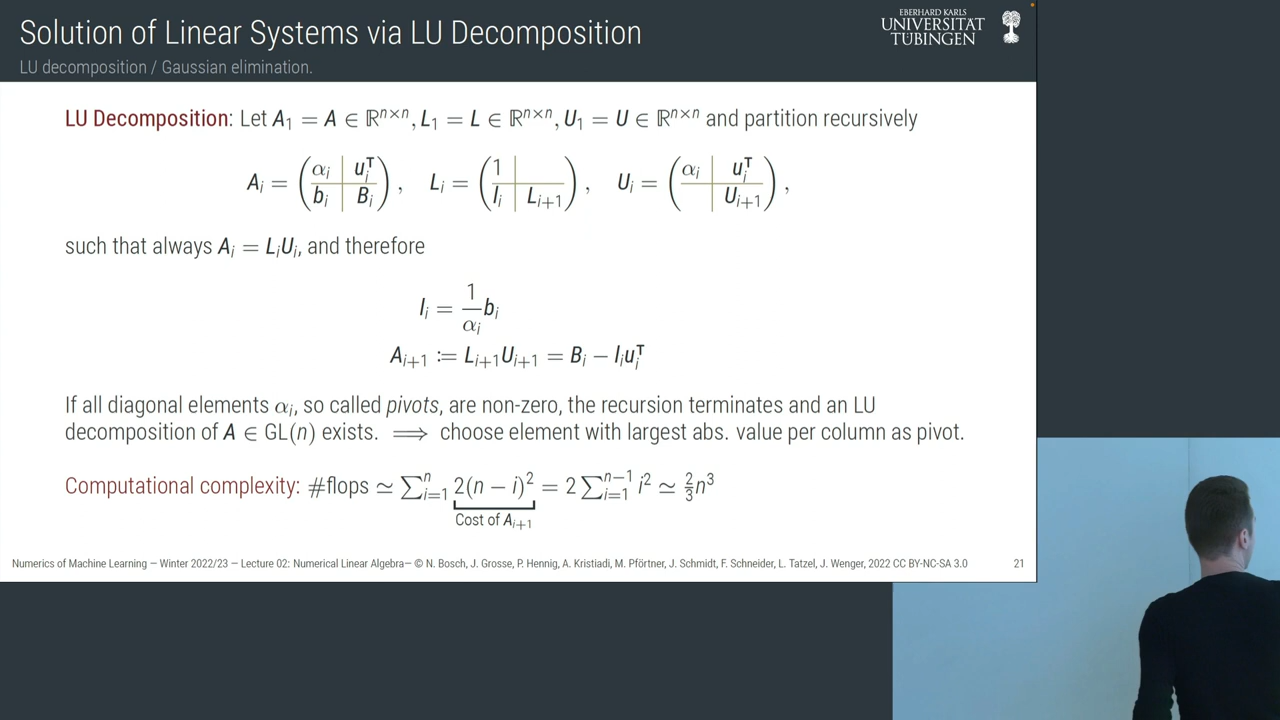 Solution of Linear Systems via LU Decomposition
LU decomposition / Gaussian elimination.
EBERHARD KARLS
UNIVERSITÄT
TÜBINGEN
LU Decomposition: Let A₁ = A ∈ ℝⁿˣⁿ, L₁ = L ∈ ℝⁿˣⁿ, U₁ = U ∈ ℝⁿˣⁿ and partition recursively
Aᵢ = (αᵢ | uᵢᵀ ; bᵢ | Bᵢ), Lᵢ = (1 | ; lᵢ | Lᵢ₊₁), Uᵢ = (αᵢ | uᵢᵀ ; | Uᵢ₊₁),
such that always Aᵢ = LᵢUᵢ, and therefore
lᵢ = 1/αᵢ bᵢ
Aᵢ₊₁ := Lᵢ₊₁Uᵢ₊₁ = Bᵢ − lᵢuᵢᵀ
If all diagonal elements αᵢ, so called pivots, are non-zero, the recursion terminates and an LU
decomposition of A ∈ GL(n) exists. ⟹ choose element with largest abs. value per column as pivot.
Computational complexity: #flops ≃ ∑ᵢ₌₁ⁿ 2(n − i)² = 2 ∑ᵢ₌₁ⁿ⁻¹ i² ≃ ⅔n³
Cost of Aᵢ₊₁
Numerics of Machine Learning — Winter 2022/23 — Lecture 02: Numerical Linear Algebra— © N. Bosch, J. Grosse, P. Hennig, A. Kristiadi, M. Pförtner, J. Schmidt, F. Schneider, L. Tatzel, J. Wenger, 2022 CC BY-NC-SA 3.0
21